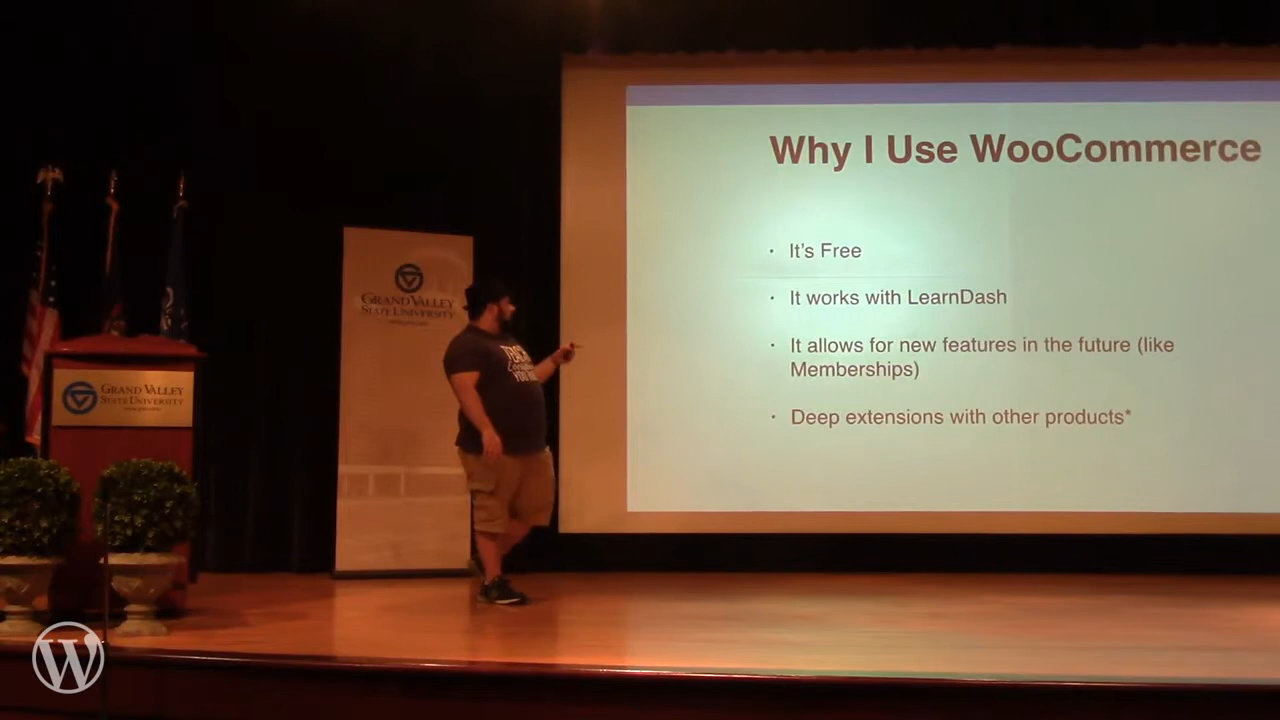 Why I Use WooCommerce
• It's Free
• It works with LearnDash
• It allows for new features in the future (like
Memberships)
• Deep extensions with other products*
GRAND VALLEY
STATE UNIVERSITY
GRAND VALLEY
STATE UNIVERSITY
W